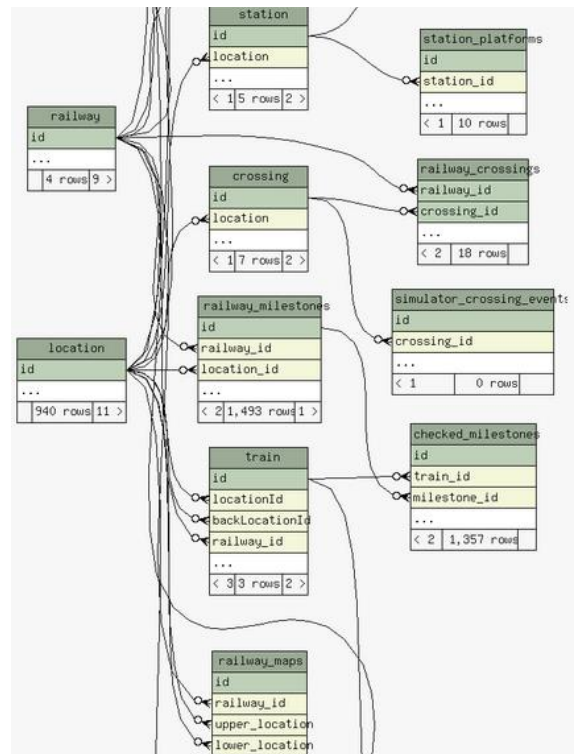 station
id
location
...
< 1 5 rows 2 >
station_platforms
id
station_id
...
< 1 10 rows
railway
id
...
4 rows 9 >
crossing
id
location
...
< 1 7 rows 2 >
railway_crossings
railway_id
crossing_id
...
< 2 18 rows
railway_milestones
id
railway_id
location_id
...
< 2 1,493 rows 1 >
simulator_crossing_events
id
crossing_id
...
< 1 0 rows
location
id
...
940 rows 11 >
train
id
locationId
backLocationId
railway_id
...
< 3 3 rows 2 >
checked_milestones
id
train_id
milestone_id
...
< 2 1,357 rows
railway_maps
id
railway_id
upper_location
lower_location